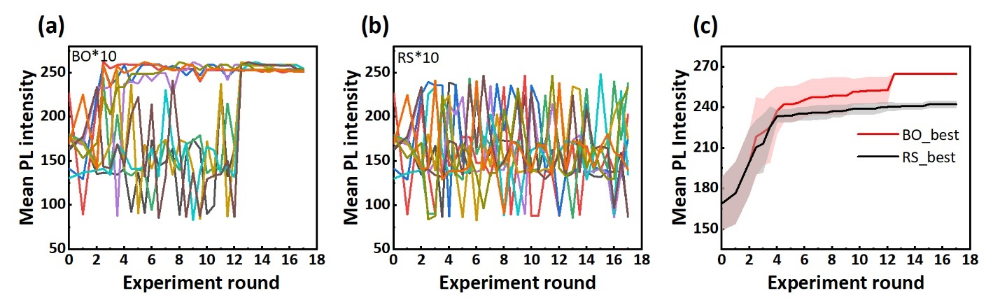 (a)
BO*10
Mean PL intensity
250
200
150
100
50
0 2 4 6 8 10 12 14 16 18
Experiment round
(b)
RS*10
Mean PL intensity
250
200
150
100
50
0 2 4 6 8 10 12 14 16 18
Experiment round
(c)
Mean PL Intensity
270
240
210
180
150
BO_best
RS_best
0 2 4 6 8 10 12 14 16 18
Experiment round